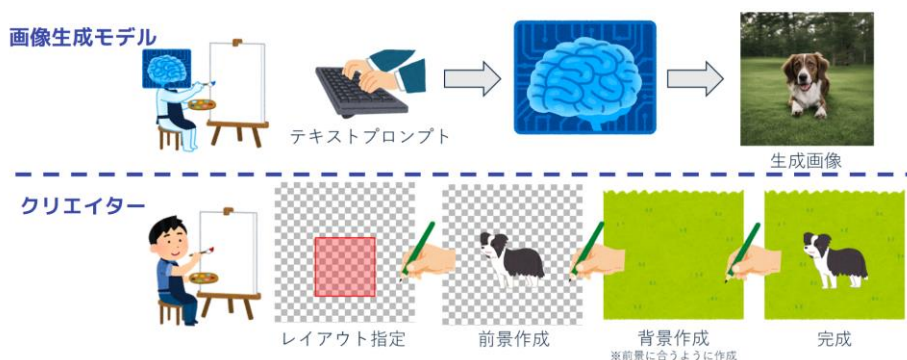 画像生成モデル
テキストプロンプト
生成画像
クリエイター
レイアウト指定
前景作成
背景作成
※前景に合うように作成
完成